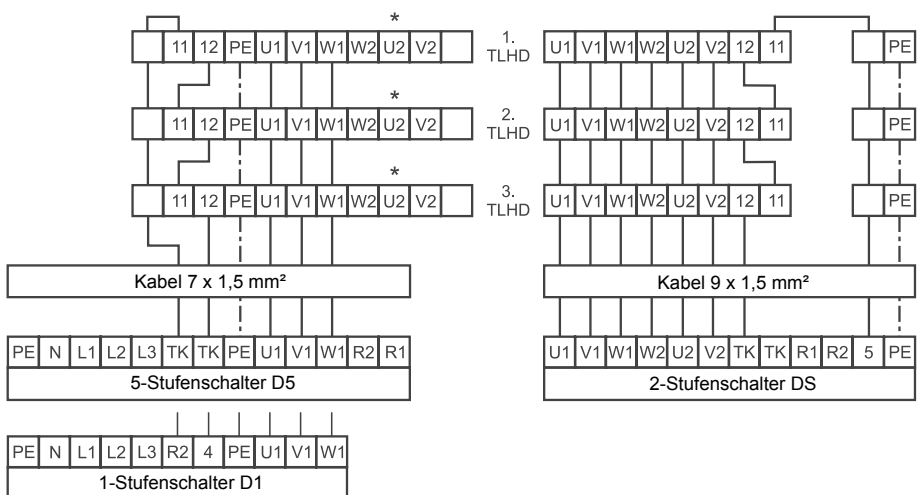 *
11 12 PE U1 V1 W1 W2 U2 V2
1.
TLHD
U1 V1 W1 W2 U2 V2 12 11
PE
*
11 12 PE U1 V1 W1 W2 U2 V2
2.
TLHD
U1 V1 W1 W2 U2 V2 12 11
PE
*
11 12 PE U1 V1 W1 W2 U2 V2
3.
TLHD
U1 V1 W1 W2 U2 V2 12 11
PE
Kabel 7 x 1,5 mm²
Kabel 9 x 1,5 mm²
PE N L1 L2 L3 TK TK PE U1 V1 W1 R2 R1
5-Stufenschalter D5
U1 V1 W1 W2 U2 V2 TK TK R1 R2 5 PE
2-Stufenschalter DS
PE N L1 L2 L3 R2 4 PE U1 V1 W1
1-Stufenschalter D1